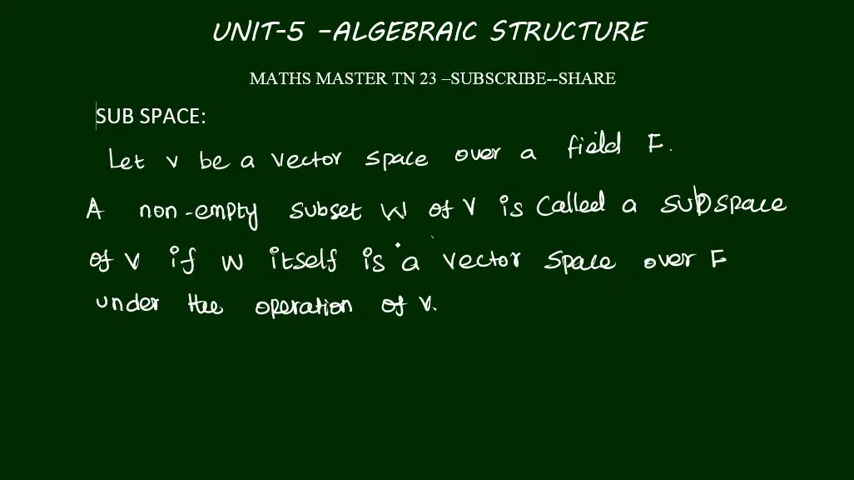 UNIT-5 -ALGEBRAIC STRUCTURE
MATHS MASTER TN 23 –SUBSCRIBE--SHARE
SUB SPACE:
Let V be a vector space over a field F.
A non-empty subset W of V is called a subspace
of V if W itself is a vector space over F
under the operation of V.